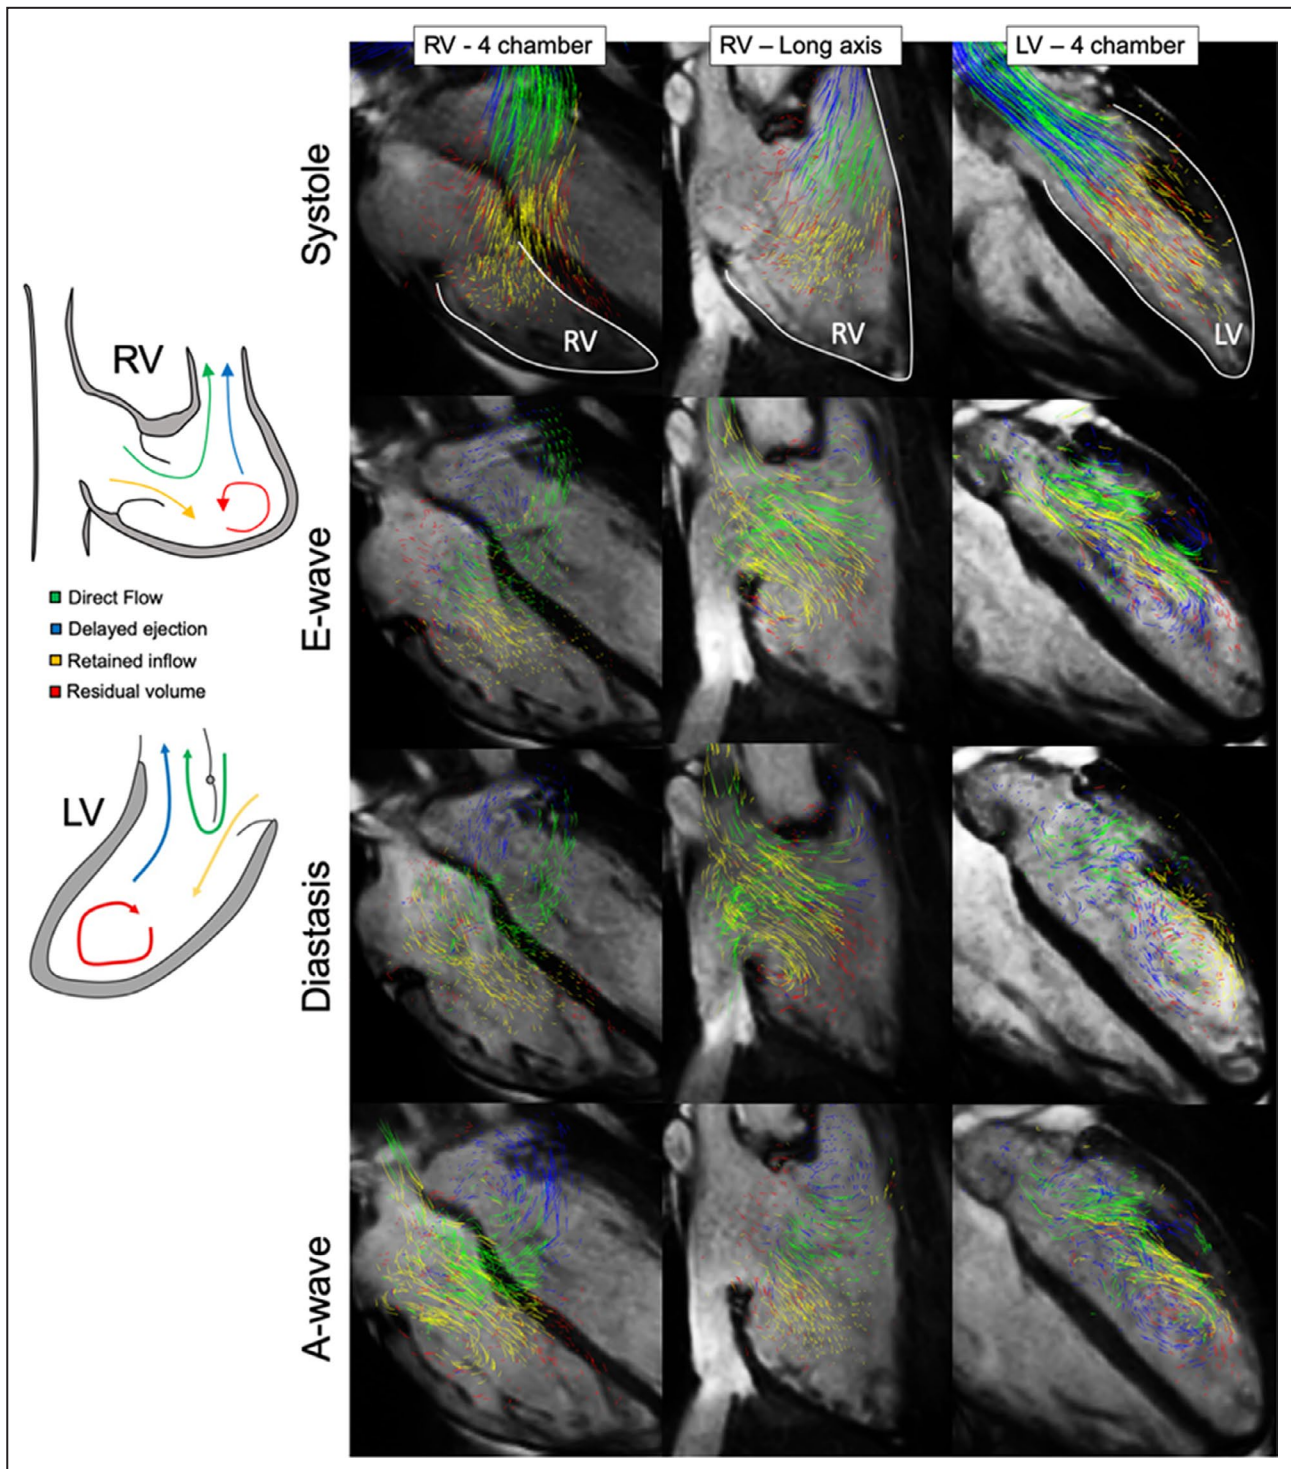 RV - 4 chamber
RV – Long axis
LV – 4 chamber
Systole
RV
RV
LV
RV
E-wave
Direct Flow
Delayed ejection
Retained inflow
Residual volume
LV
Diastasis
A-wave